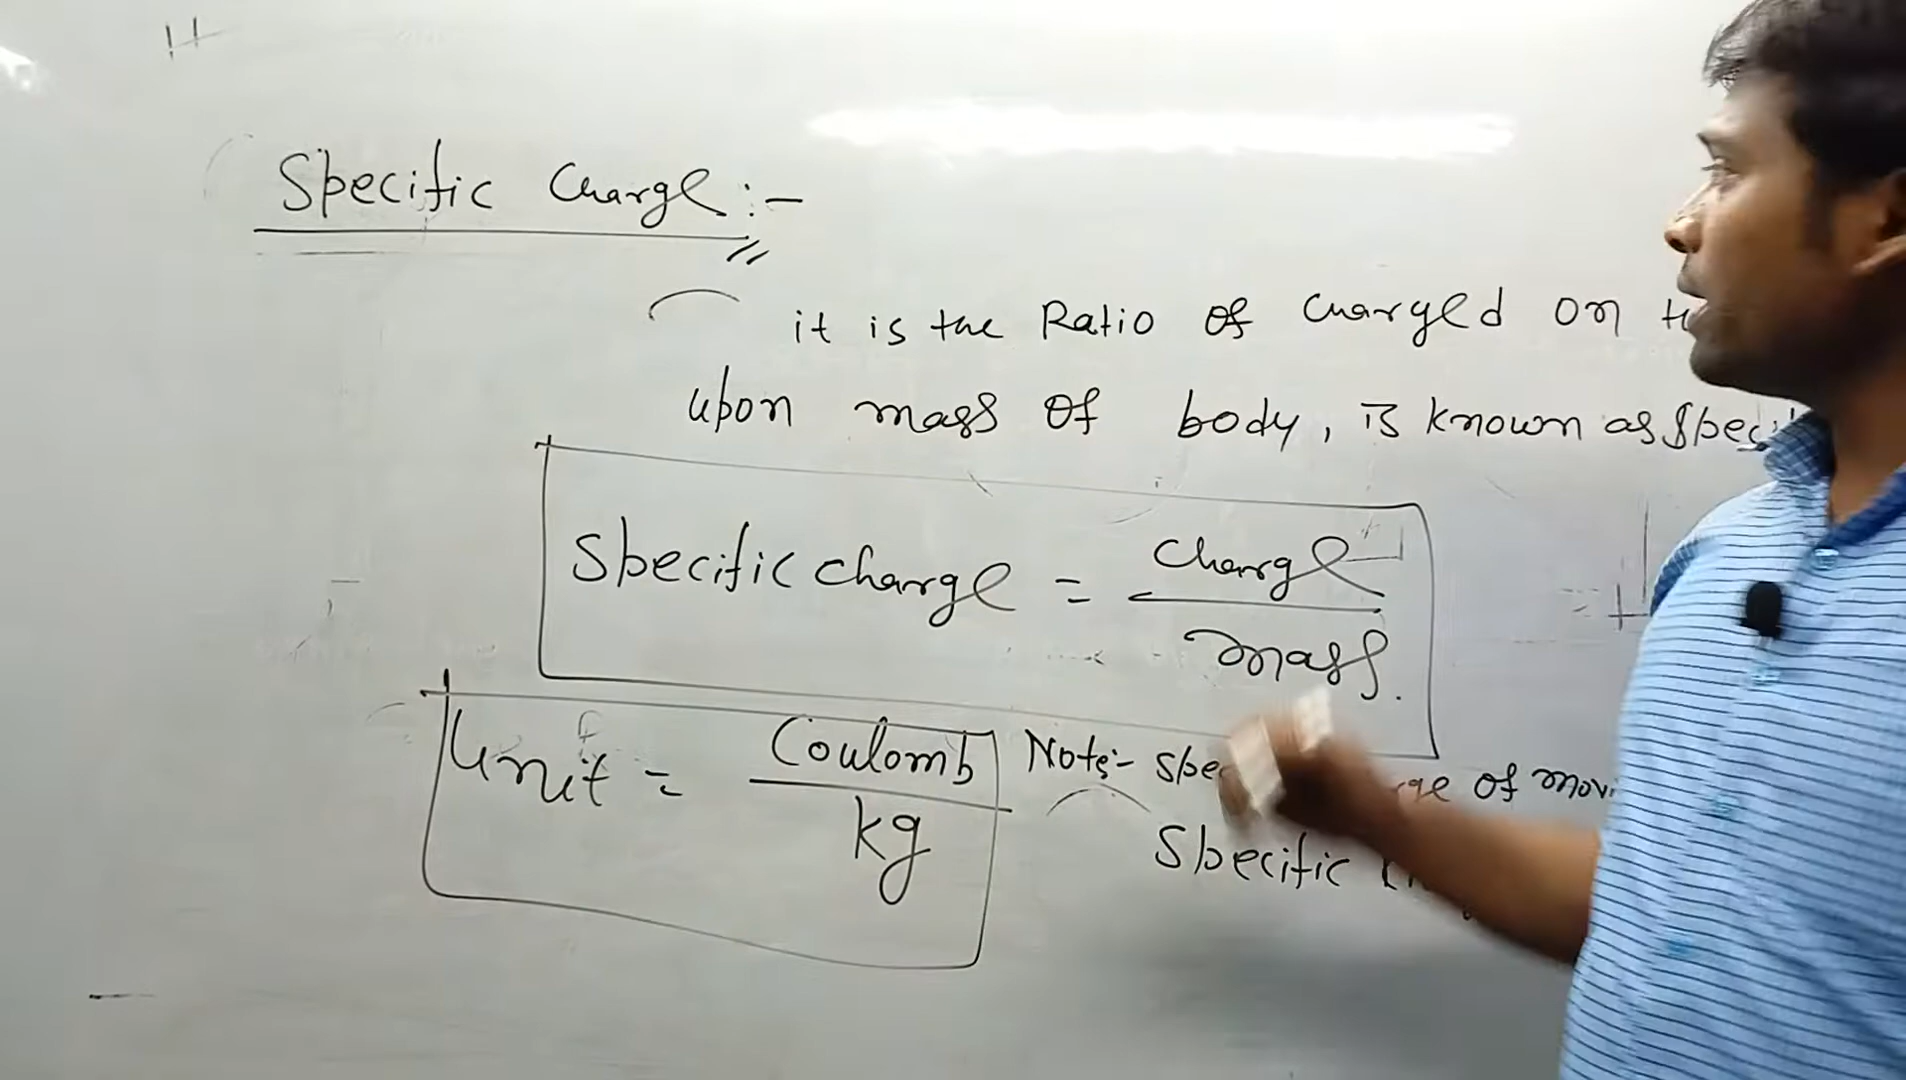 Specific Charge :-
it is the Ratio of Charged on
upon mass of body, is known as
Specific charge = Charge / mass.
Unit = Coulomb / kg
Note:- of
Specific